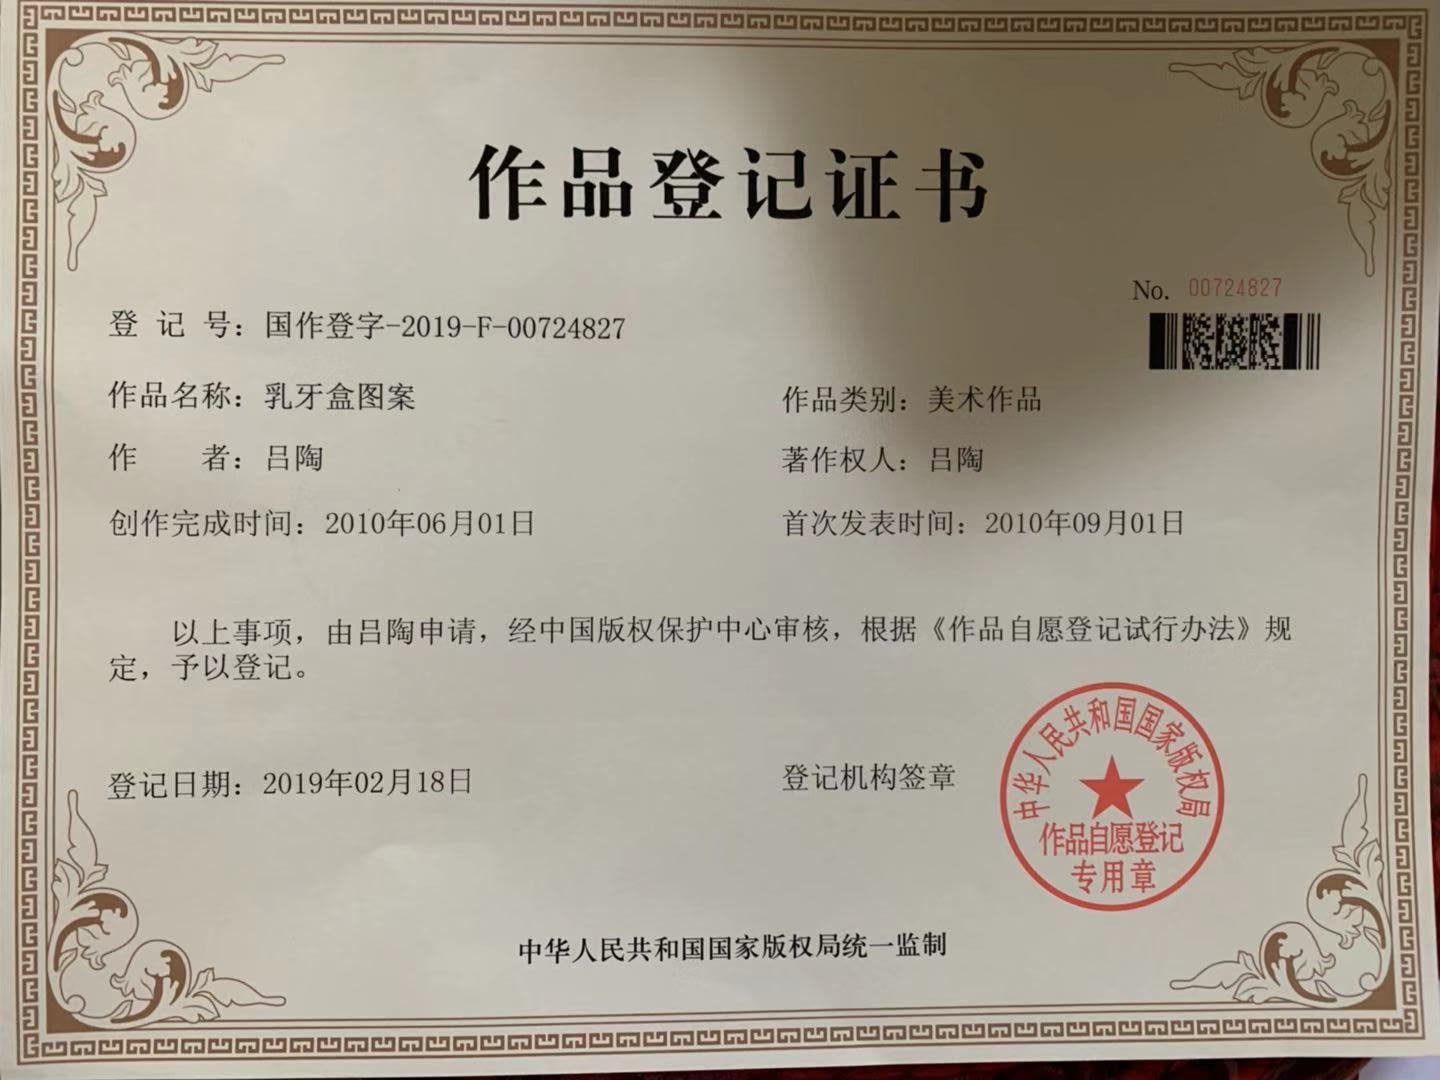 作品登记证书
No. 00724827
登 记 号：国作登字-2019-F-00724827
作品名称：乳牙盒图案
作品类别：美术作品
作 者：吕陶
著作权人：吕陶
创作完成时间：2010年06月01日
首次发表时间：2010年09月01日
以上事项，由吕陶申请，经中国版权保护中心审核，根据《作品自愿登记试行办法》规
定，予以登记。
登记日期：2019年02月18日
登记机构签章
中华人民共和国国家版权局
作品自愿登记
专用章
中华人民共和国国家版权局统一监制